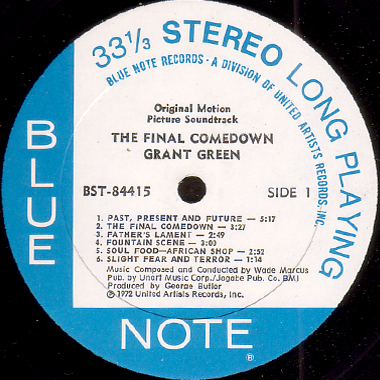 33⅓ STEREO LONG PLAYING
BLUE NOTE RECORDS · A DIVISION OF UNITED ARTISTS RECORDS, INC.
Original Motion
Picture Soundtrack
THE FINAL COMEDOWN
GRANT GREEN
BST-84415
SIDE 1
1. PAST, PRESENT AND FUTURE – 5:17
2. THE FINAL COMEDOWN – 3:27
3. FATHER'S LAMENT – 2:49
4. FOUNTAIN SCENE – 3:00
5. SOUL FOOD–AFRICAN SHOP – 2:52
6. SLIGHT FEAR AND TERROR – 1:14
Music Composed and Conducted by Wade Marcus
Pub. by Unart Music Corp./Jagabe Pub. Co. BMI
Produced by George Butler
℗ 1972 United Artists Records, Inc.
BLUE
NOTE
®